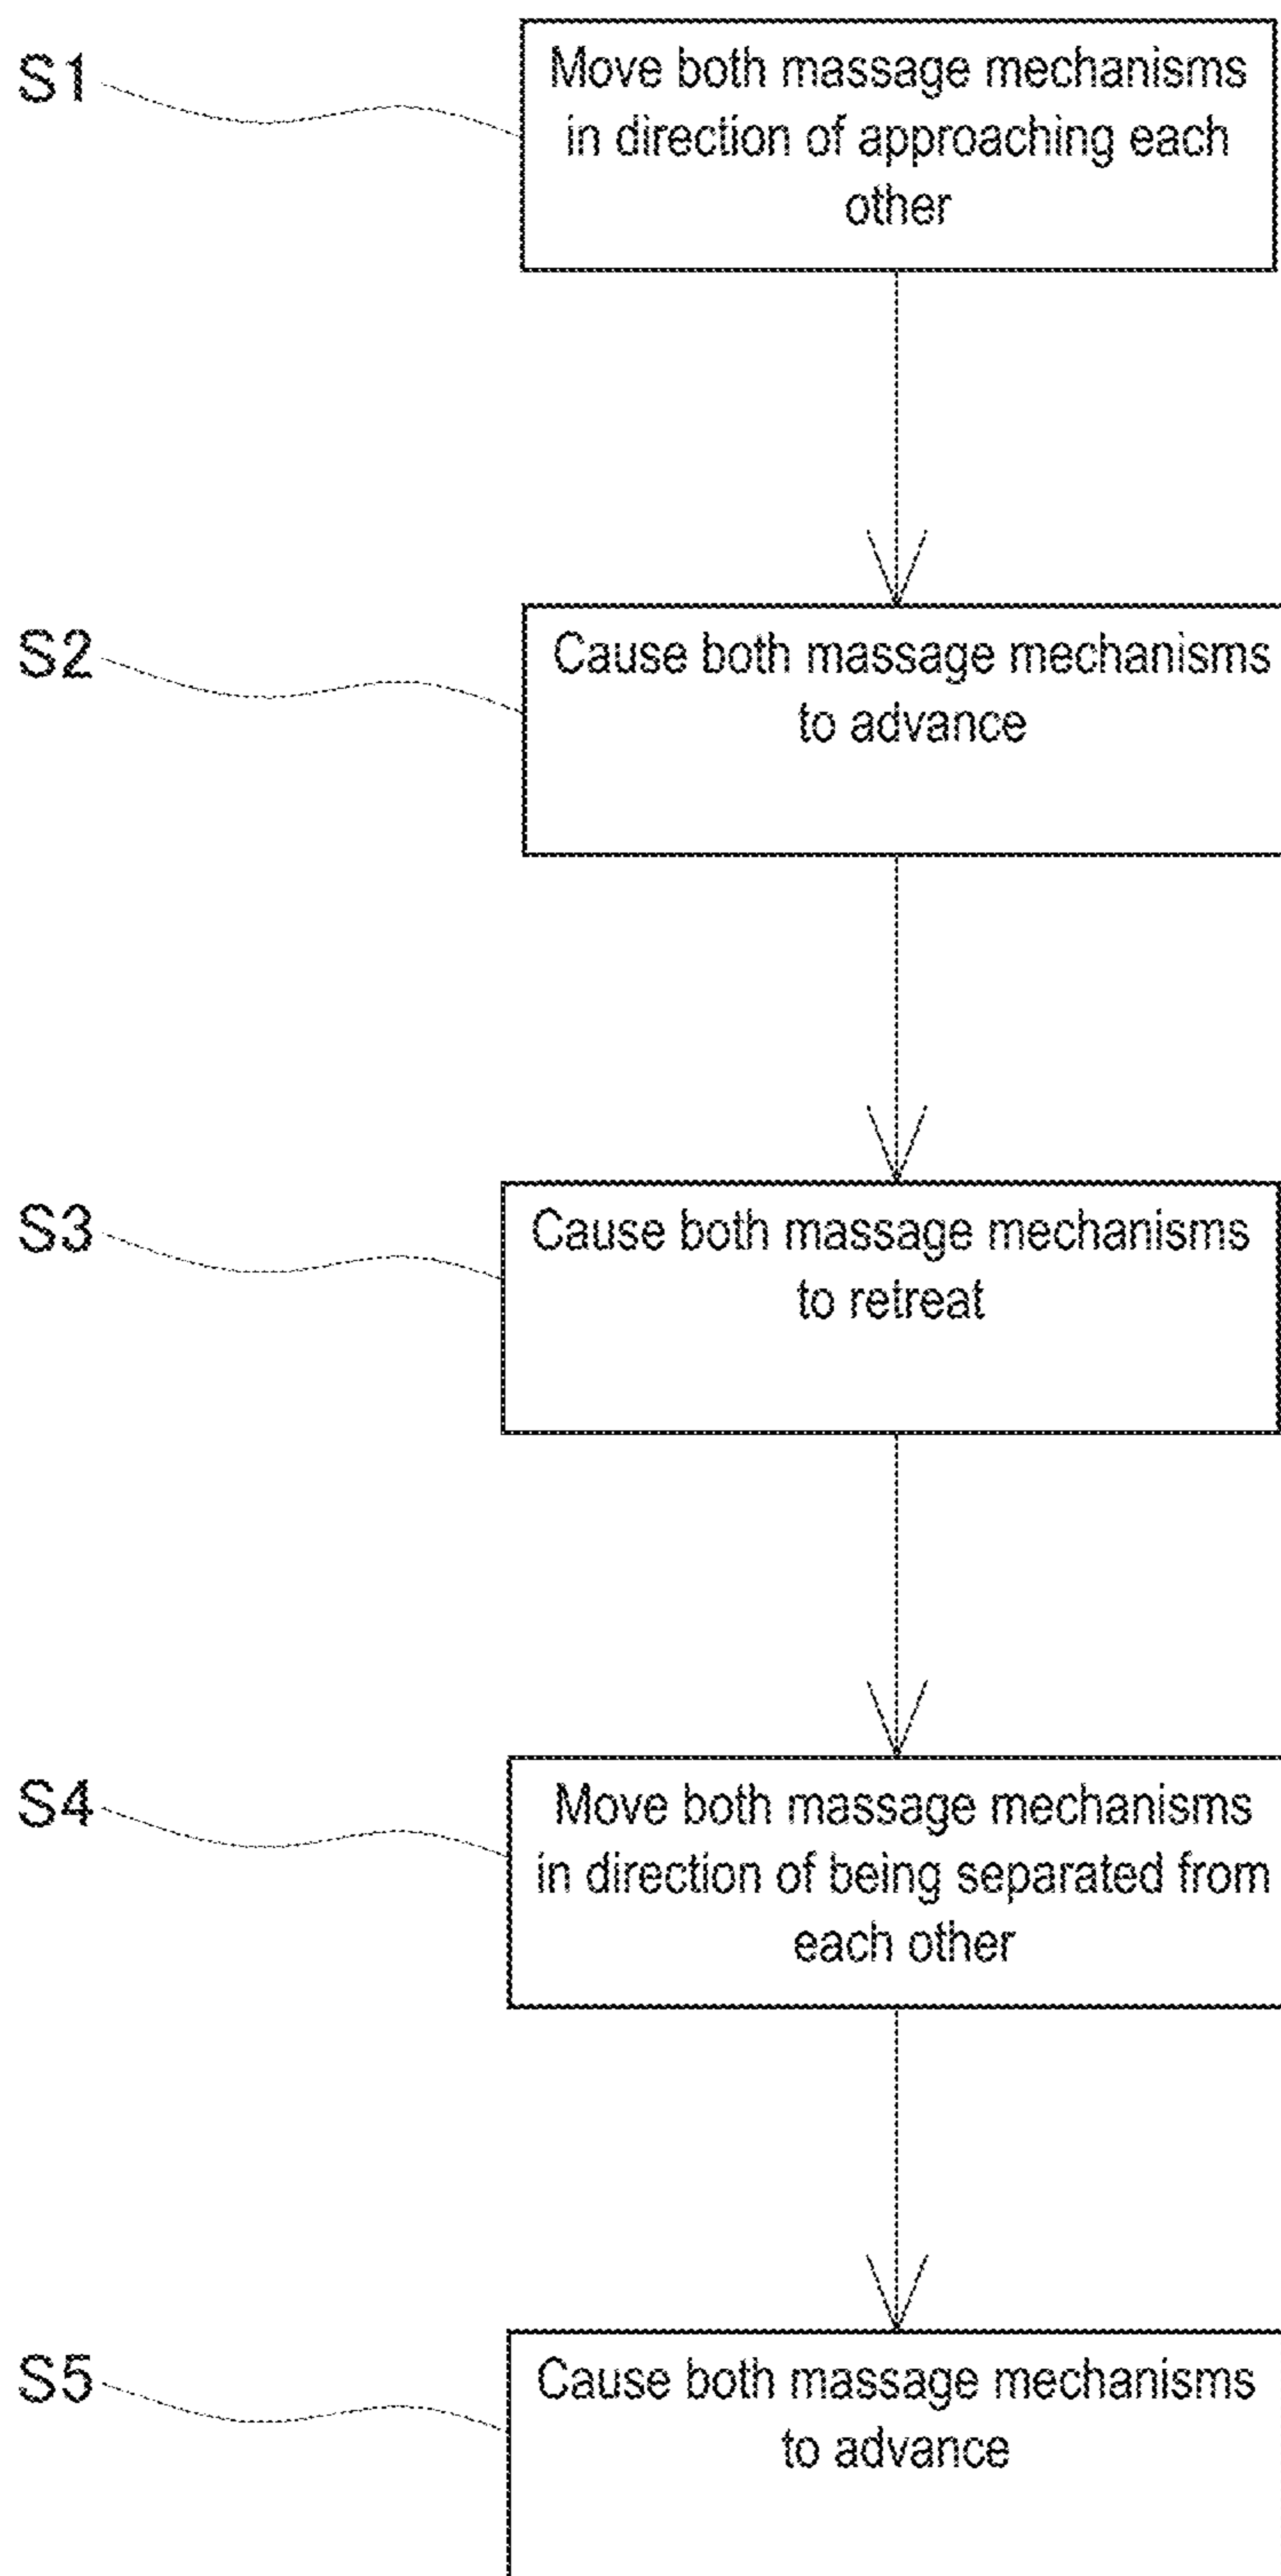 S1
Move both massage mechanisms
in direction of approaching each
other
S2
Cause both massage mechanisms
to advance
S3
Cause both massage mechanisms
to retreat
S4
Move both massage mechanisms
in direction of being separated from
each other
S5
Cause both massage mechanisms
to advance